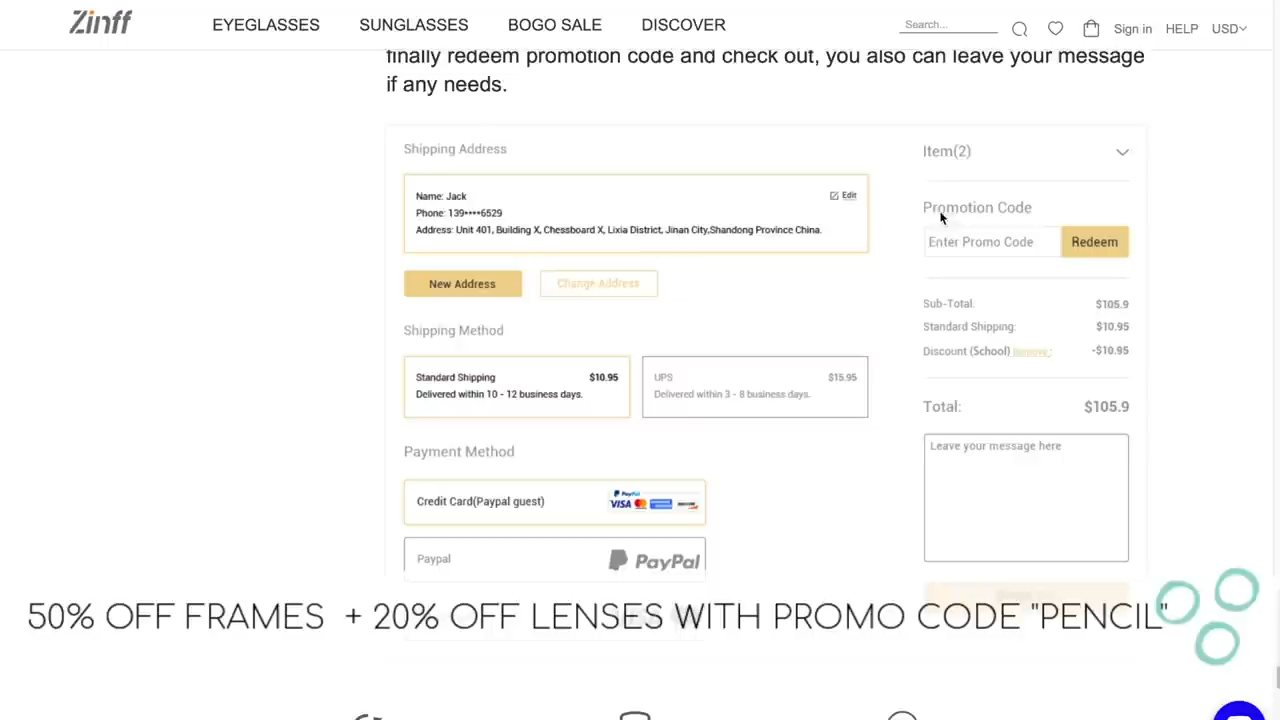 Zinff
EYEGLASSES SUNGLASSES BOGO SALE DISCOVER
Search... Sign in HELP USD
finally redeem promotion code and check out, you also can leave your message
if any needs.
Shipping Address
Name: Jack
Edit
Phone: 139••••6529
Address: Unit 401, Building X, Chessboard X, Lixia District, Jinan City,Shandong Province China.
New Address Change Address
Shipping Method
Standard Shipping $10.95
Delivered within 10 - 12 business days.
UPS $15.95
Delivered within 3 - 8 business days.
Payment Method
Credit Card(Paypal guest)
PayPal
VISA
Paypal
PayPal
Item(2)
Promotion Code
Enter Promo Code Redeem
Sub-Total: $105.9
Standard Shipping: $10.95
Discount (School) Remove -$10.95
Total: $105.9
Leave your message here
50% OFF FRAMES + 20% OFF LENSES WITH PROMO CODE "PENCIL"